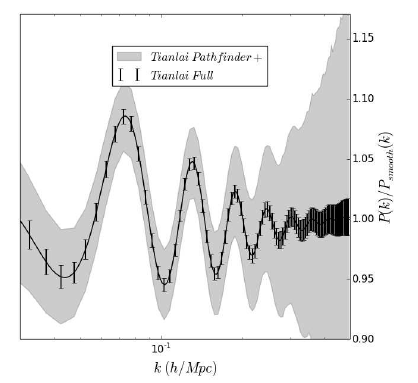 Tianlai Pathfinder+
Tianlai Full
1.15
1.10
1.05
1.00
0.95
0.90
P(k)/P_smooth(k)
10^-1
k (h/Mpc)